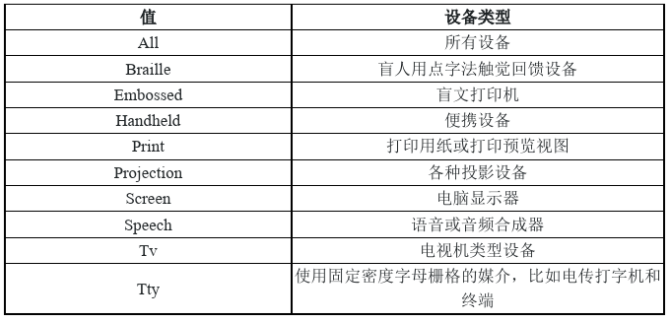 值 设备类型
All 所有设备
Braille 盲人用点字法触觉回馈设备
Embossed 盲文打印机
Handheld 便携设备
Print 打印用纸或打印预览视图
Projection 各种投影设备
Screen 电脑显示器
Speech 语音或音频合成器
Tv 电视机类型设备
Tty 使用固定密度字母栅格的媒介，比如电传打字机和
终端